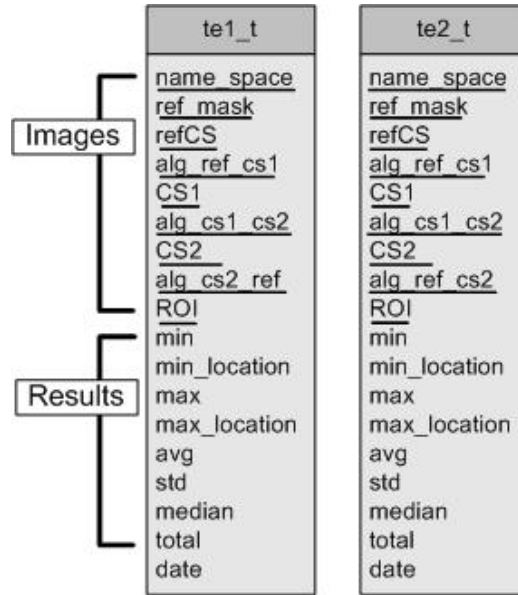 te1_t
name_space
ref_mask
refCS
alg_ref_cs1
CS1
alg_cs1_cs2
CS2
alg_cs2_ref
ROI
min
min_location
max
max_location
avg
std
median
total
date
te2_t
name_space
ref_mask
refCS
alg_ref_cs1
CS1
alg_cs1_cs2
CS2
alg_ref_cs2
ROI
min
min_location
max
max_location
avg
std
median
total
date
Images
Results